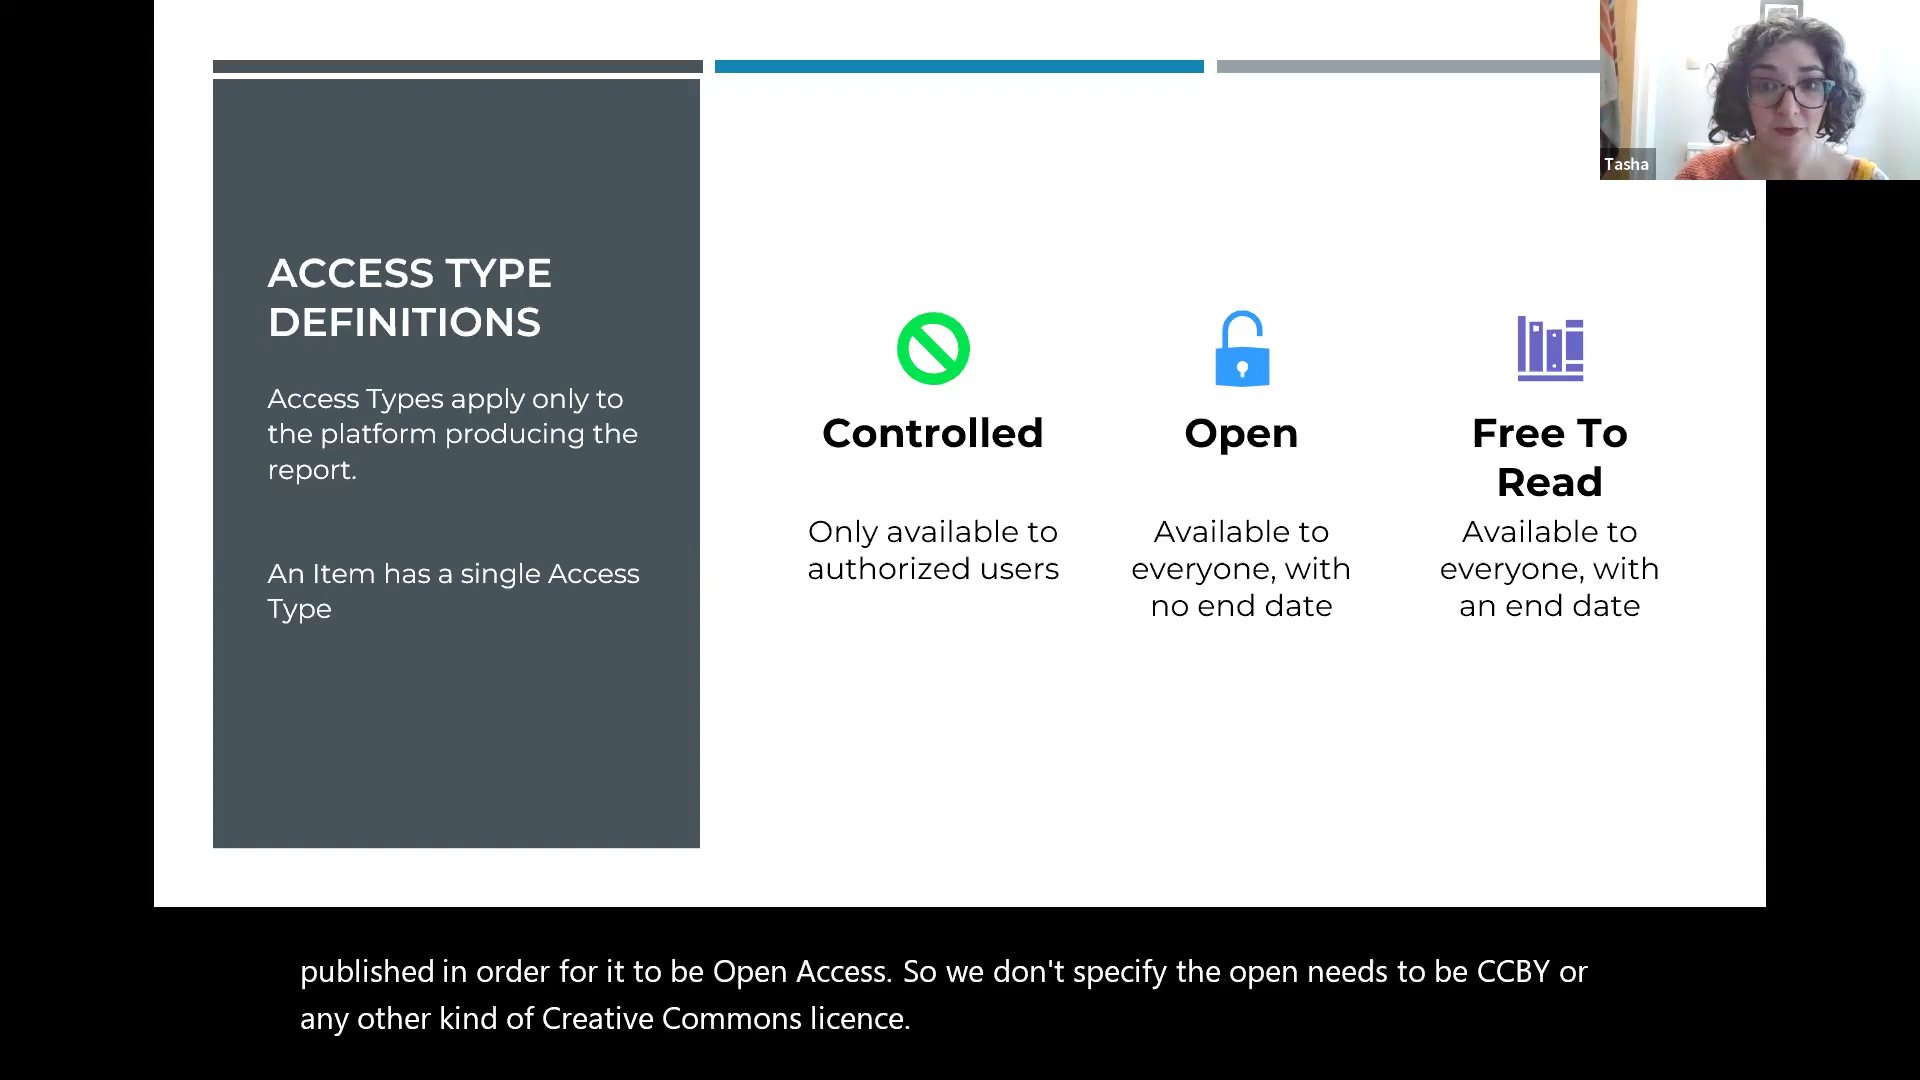 Tasha
ACCESS TYPE
DEFINITIONS
Access Types apply only to
the platform producing the
report.
An Item has a single Access
Type
Controlled
Only available to
authorized users
Open
Available to
everyone, with
no end date
Free To
Read
Available to
everyone, with
an end date
published in order for it to be Open Access. So we don't specify the open needs to be CCBY or
any other kind of Creative Commons licence.